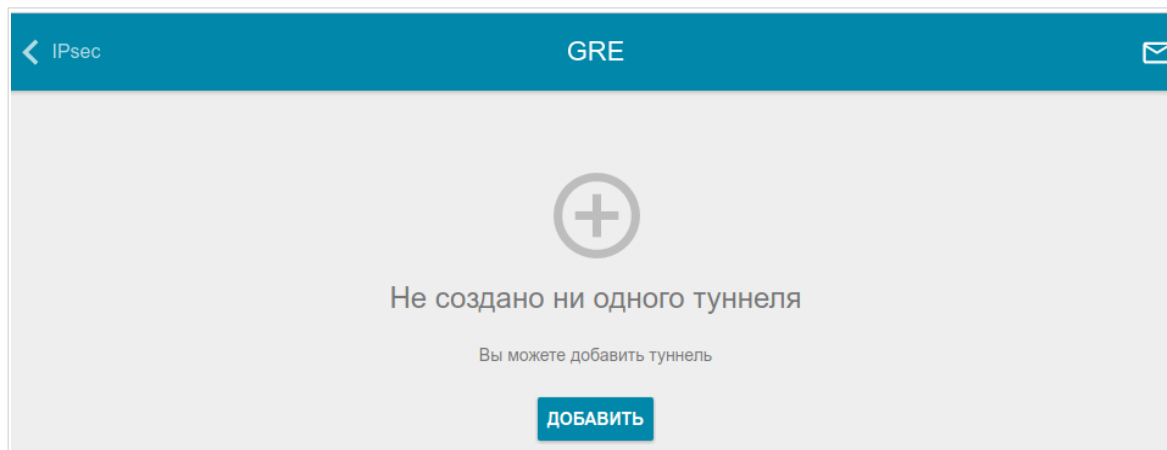 IPsec
GRE
Не создано ни одного туннеля
Вы можете добавить туннель
ДОБАВИТЬ